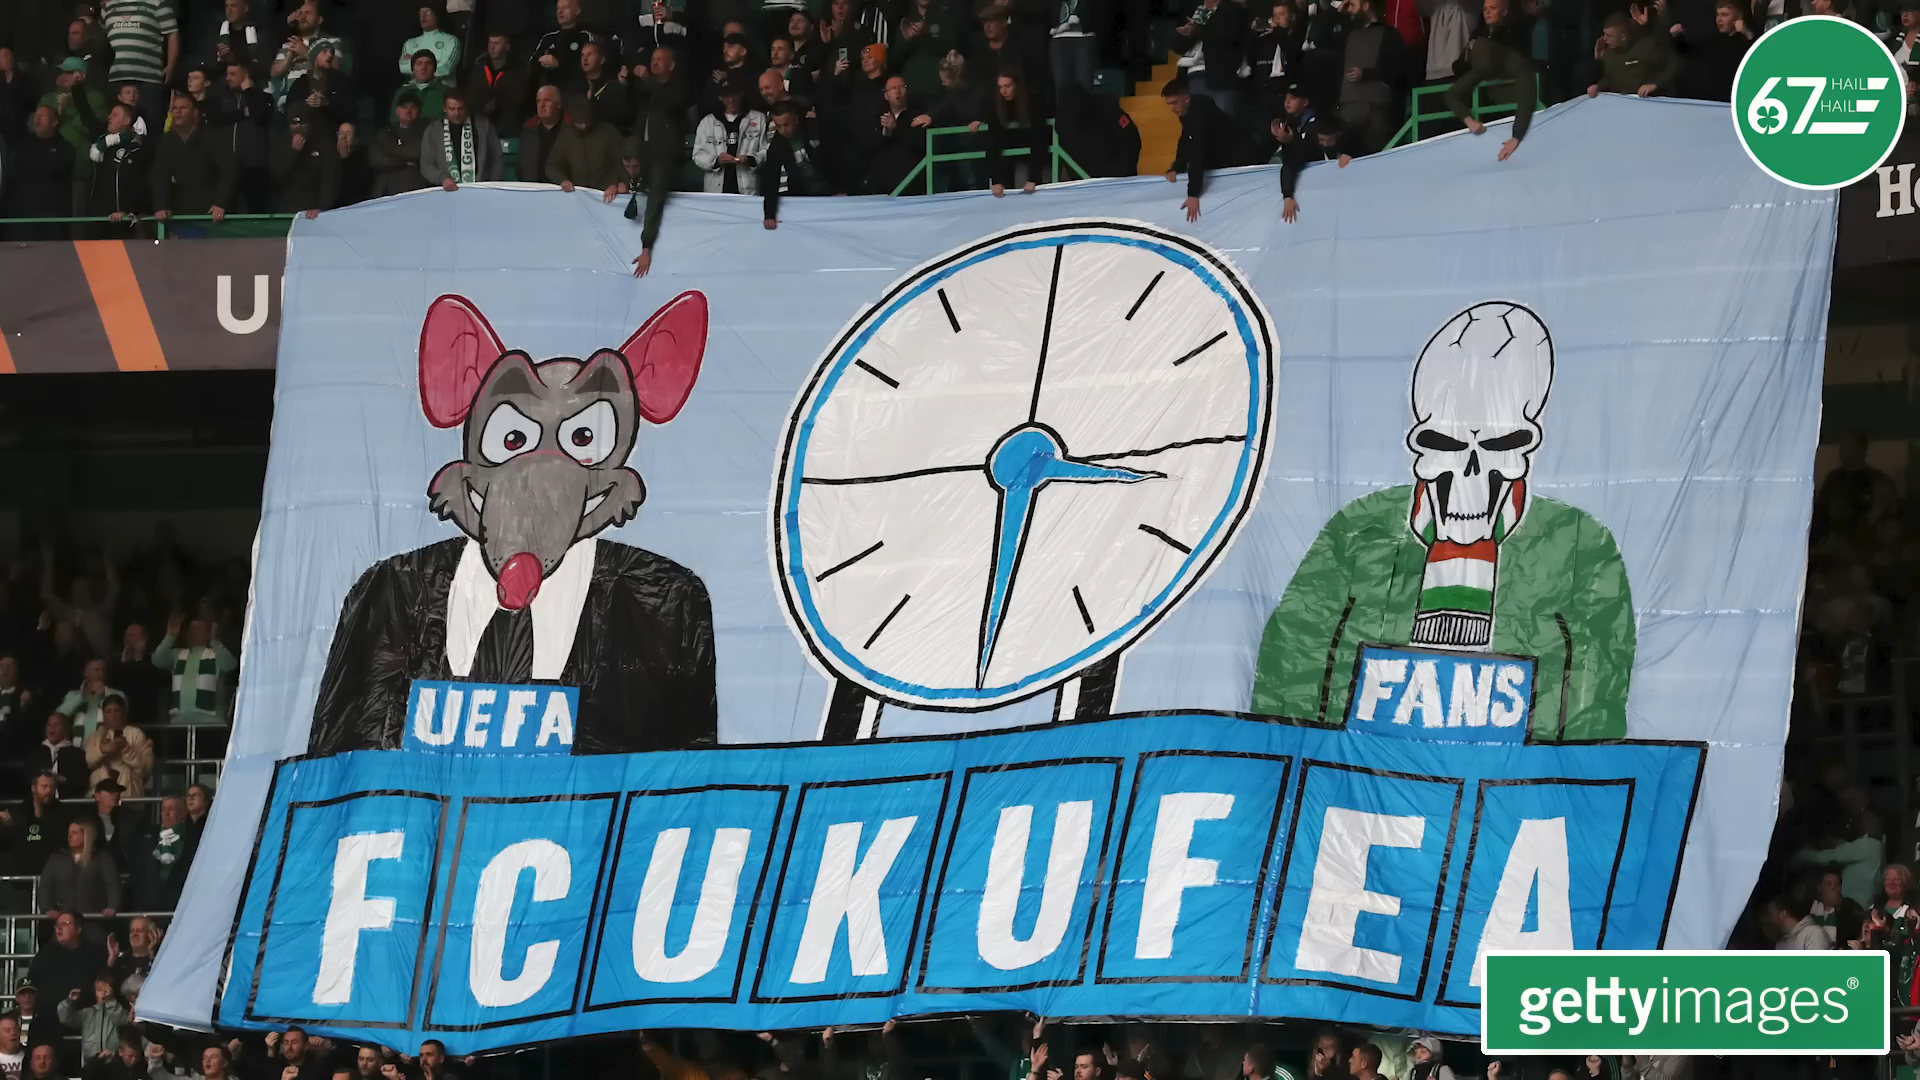 67 HAIL
HAIL
UEFA
FANS
FCUKUFEA
gettyimages®